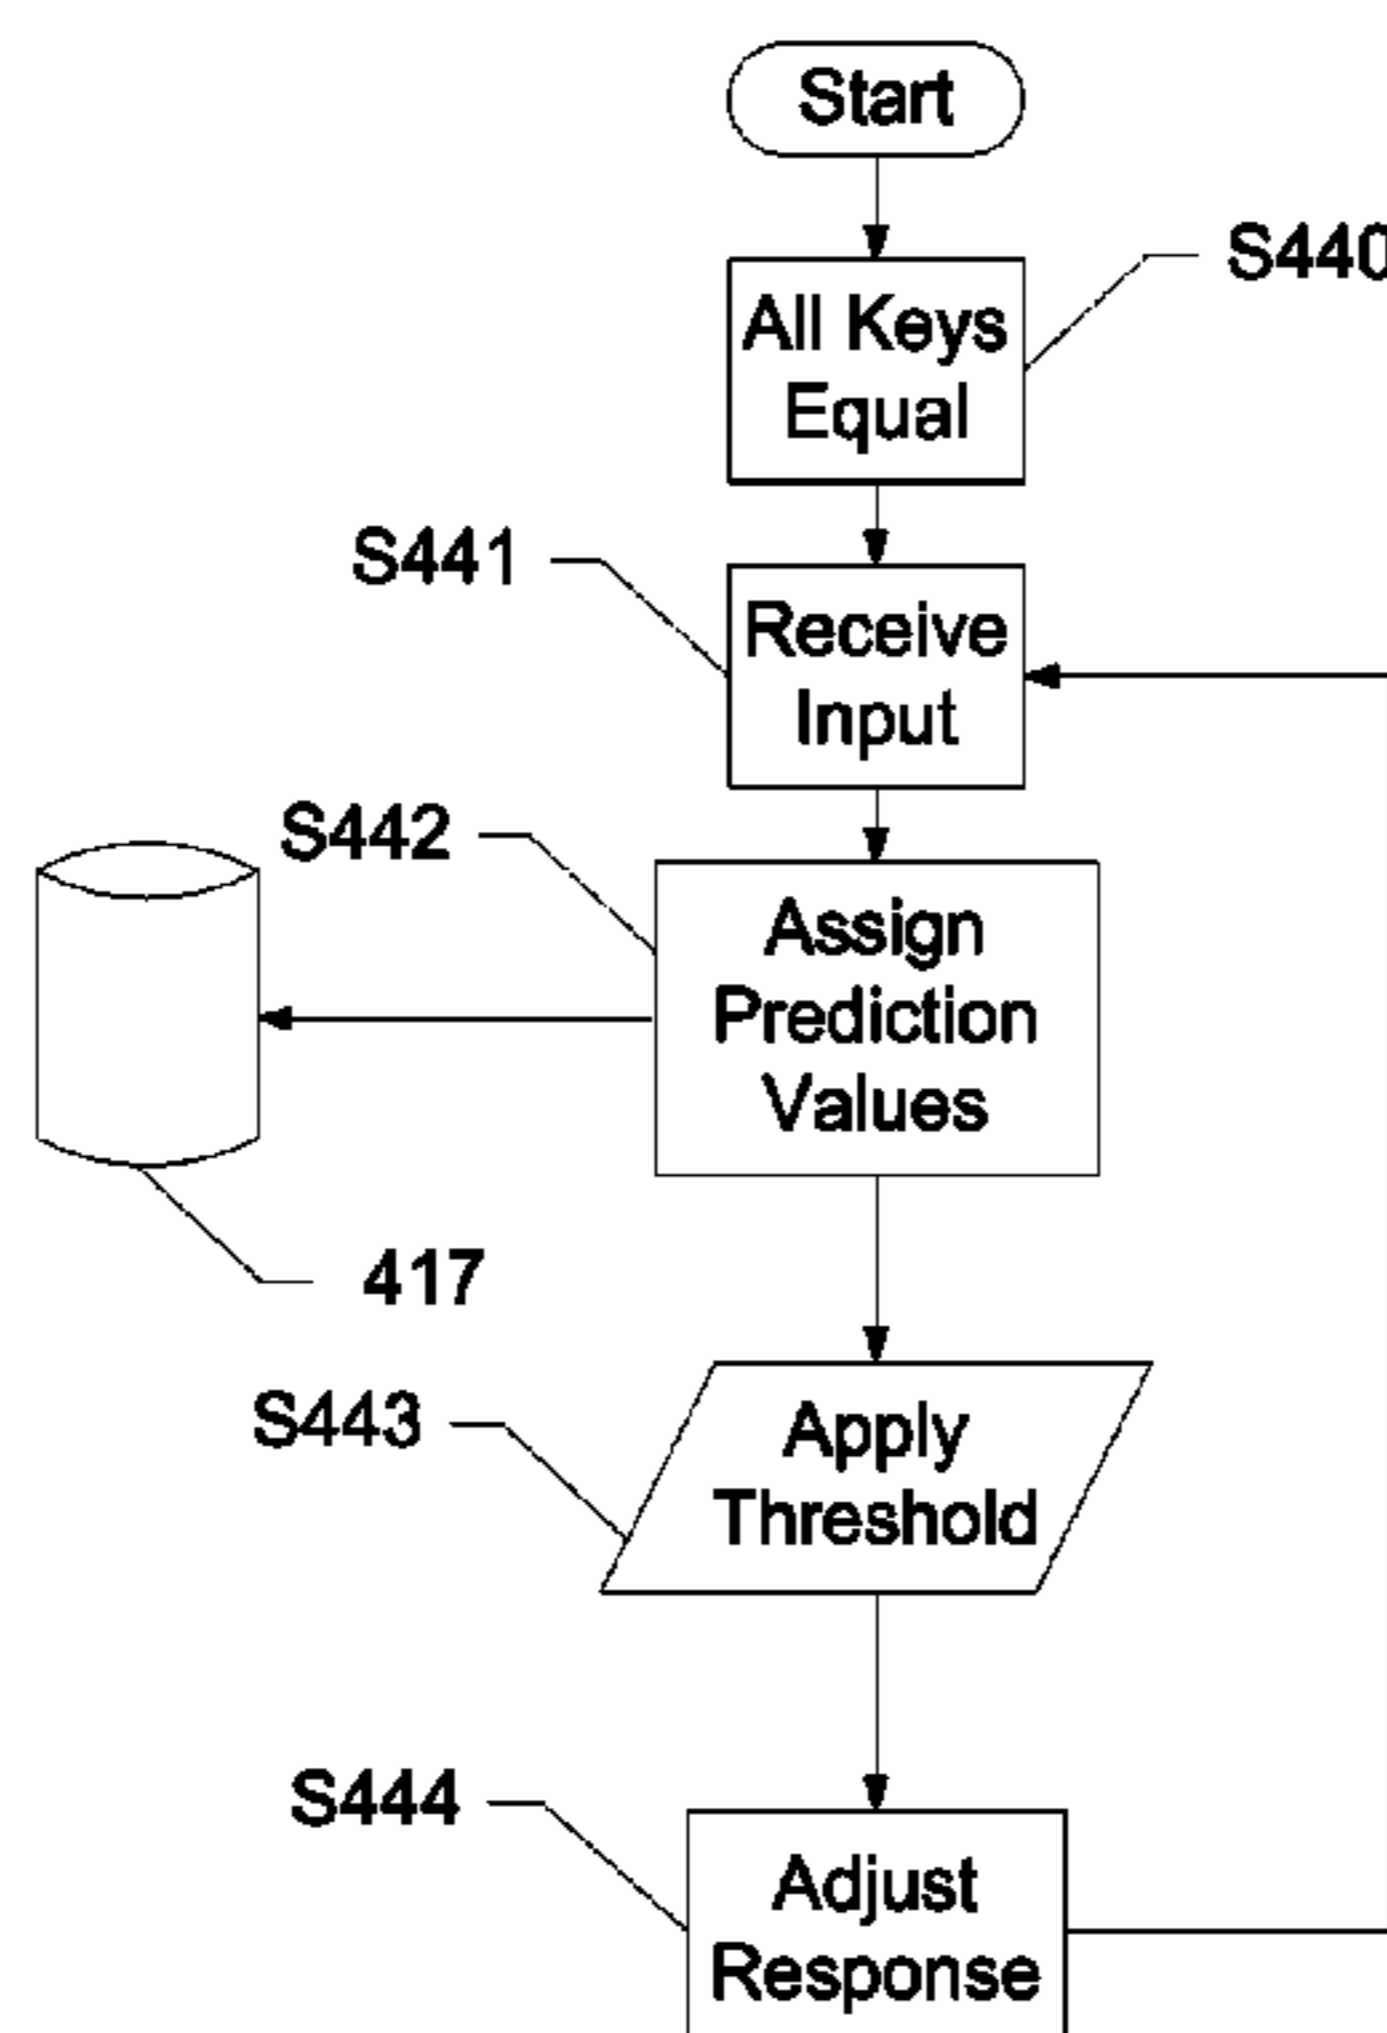 Start
S440
All Keys
Equal
S441
Receive
Input
S442
Assign
Prediction
Values
417
S443
Apply
Threshold
S444
Adjust
Response